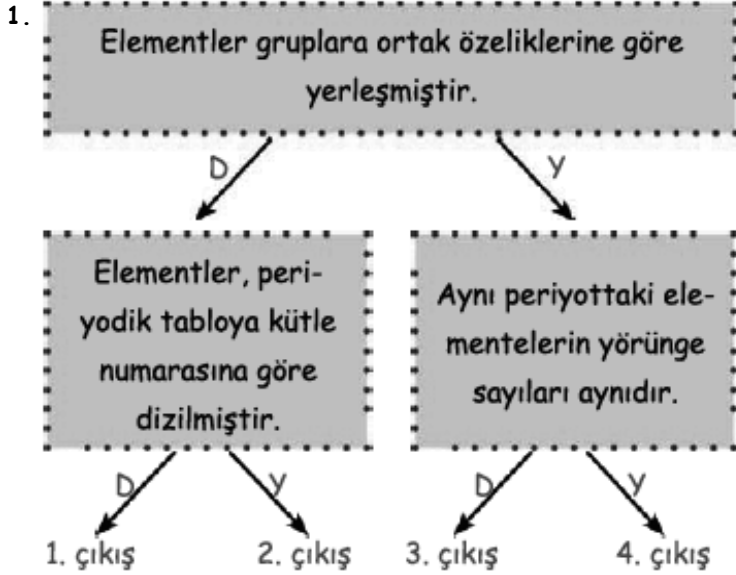 1.
Elementler gruplara ortak özeliklerine göre
yerleşmiştir.
D
Y
Elementler, peri-
yodik tabloya kütle
numarasına göre
dizilmiştir.
Aynı periyottaki ele-
mentelerin yörünge
sayıları aynıdır.
D
Y
D
Y
1. çıkış
2. çıkış
3. çıkış
4. çıkış